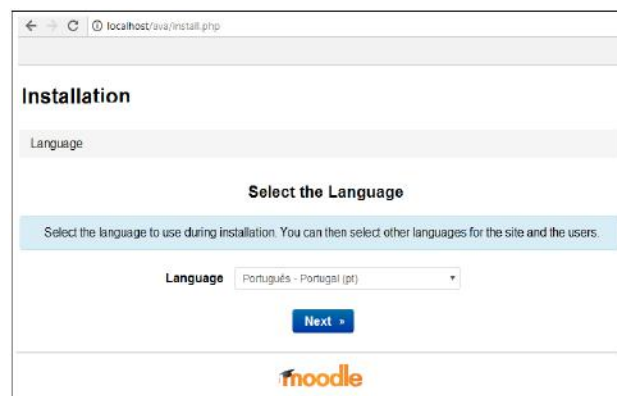 localhost/ava/install.php
Installation
Language
Select the Language
Select the language to use during installation. You can then select other languages for the site and the users.
Language Português - Portugal (pt)
Next »
moodle